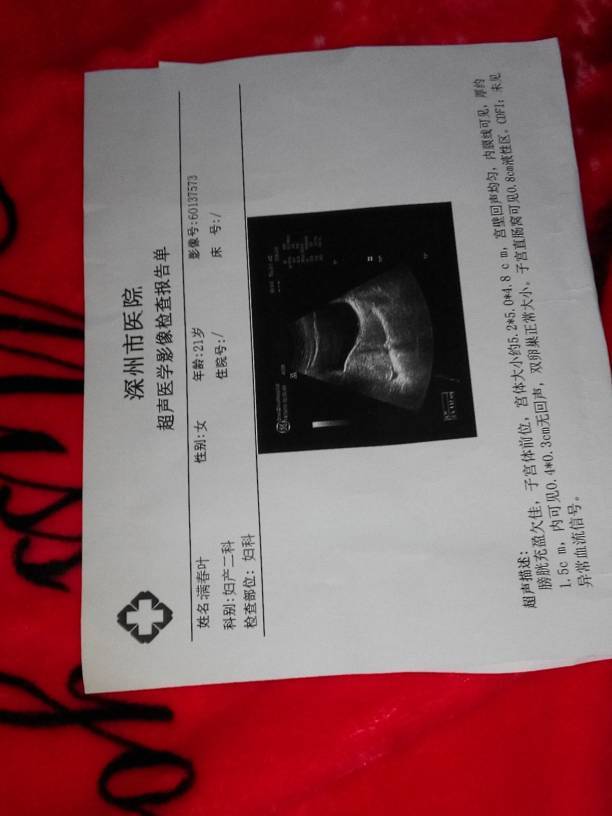 深州市医院
超声医学影像检查报告单
影像号:60137573
姓名:满春叶 性别:女 年龄:21岁
科别:妇产二科 住院号:/ 床 号:/
检查部位: 妇科
超声描述:
膀胱充盈欠佳, 子宫体前位, 宫体大小约5.2*5.0*4.8 c m, 宫壁回声均匀, 内膜线可见, 厚约
1.5c m, 内可见0.4*0.3cm无回声, 双卵巢正常大小。子宫直肠窝可见0.8cm液性区。CDFI: 未见
异常血流信号。